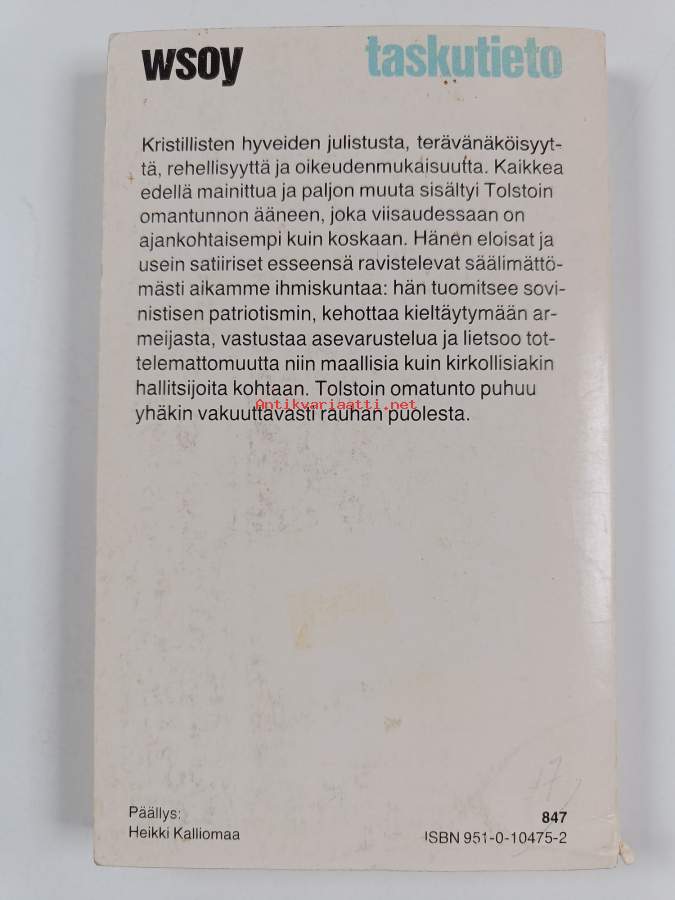 wsoy taskutieto
Kristillisten hyveiden julistusta, terävänäköisyyt-
tä, rehellisyyttä ja oikeudenmukaisuutta. Kaikkea
edellä mainittua ja paljon muuta sisältyi Tolstoin
omantunnon ääneen, joka viisaudessaan on
ajankohtaisempi kuin koskaan. Hänen eloisat ja
usein satiiriset esseensä ravistelevat säälimättö-
mästi aikamme ihmiskuntaa: hän tuomitsee sovi-
nistisen patriotismin, kehottaa kieltäytymään ar-
meijasta, vastustaa asevarustelua ja lietsoo tot-
telemattomuutta niin maallisia kuin kirkollisiakin
hallitsijoita kohtaan. Tolstoin omatunto puhuu
Antikvariaatti.net
yhäkin vakuuttavasti rauhan puolesta.
Päällys:
Heikki Kalliomaa
847
ISBN 951-0-10475-2